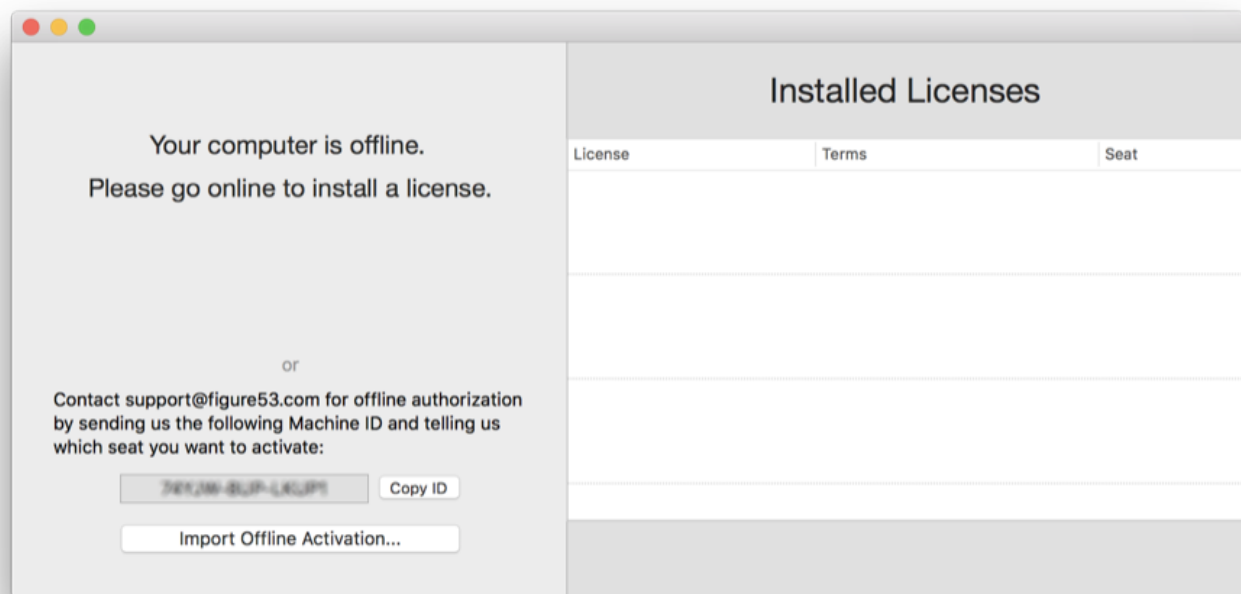 Your computer is offline.
Please go online to install a license.
or
Contact support@figure53.com for offline authorization
by sending us the following Machine ID and telling us
which seat you want to activate:
Copy ID
Import Offline Activation...
Installed Licenses
License Terms Seat